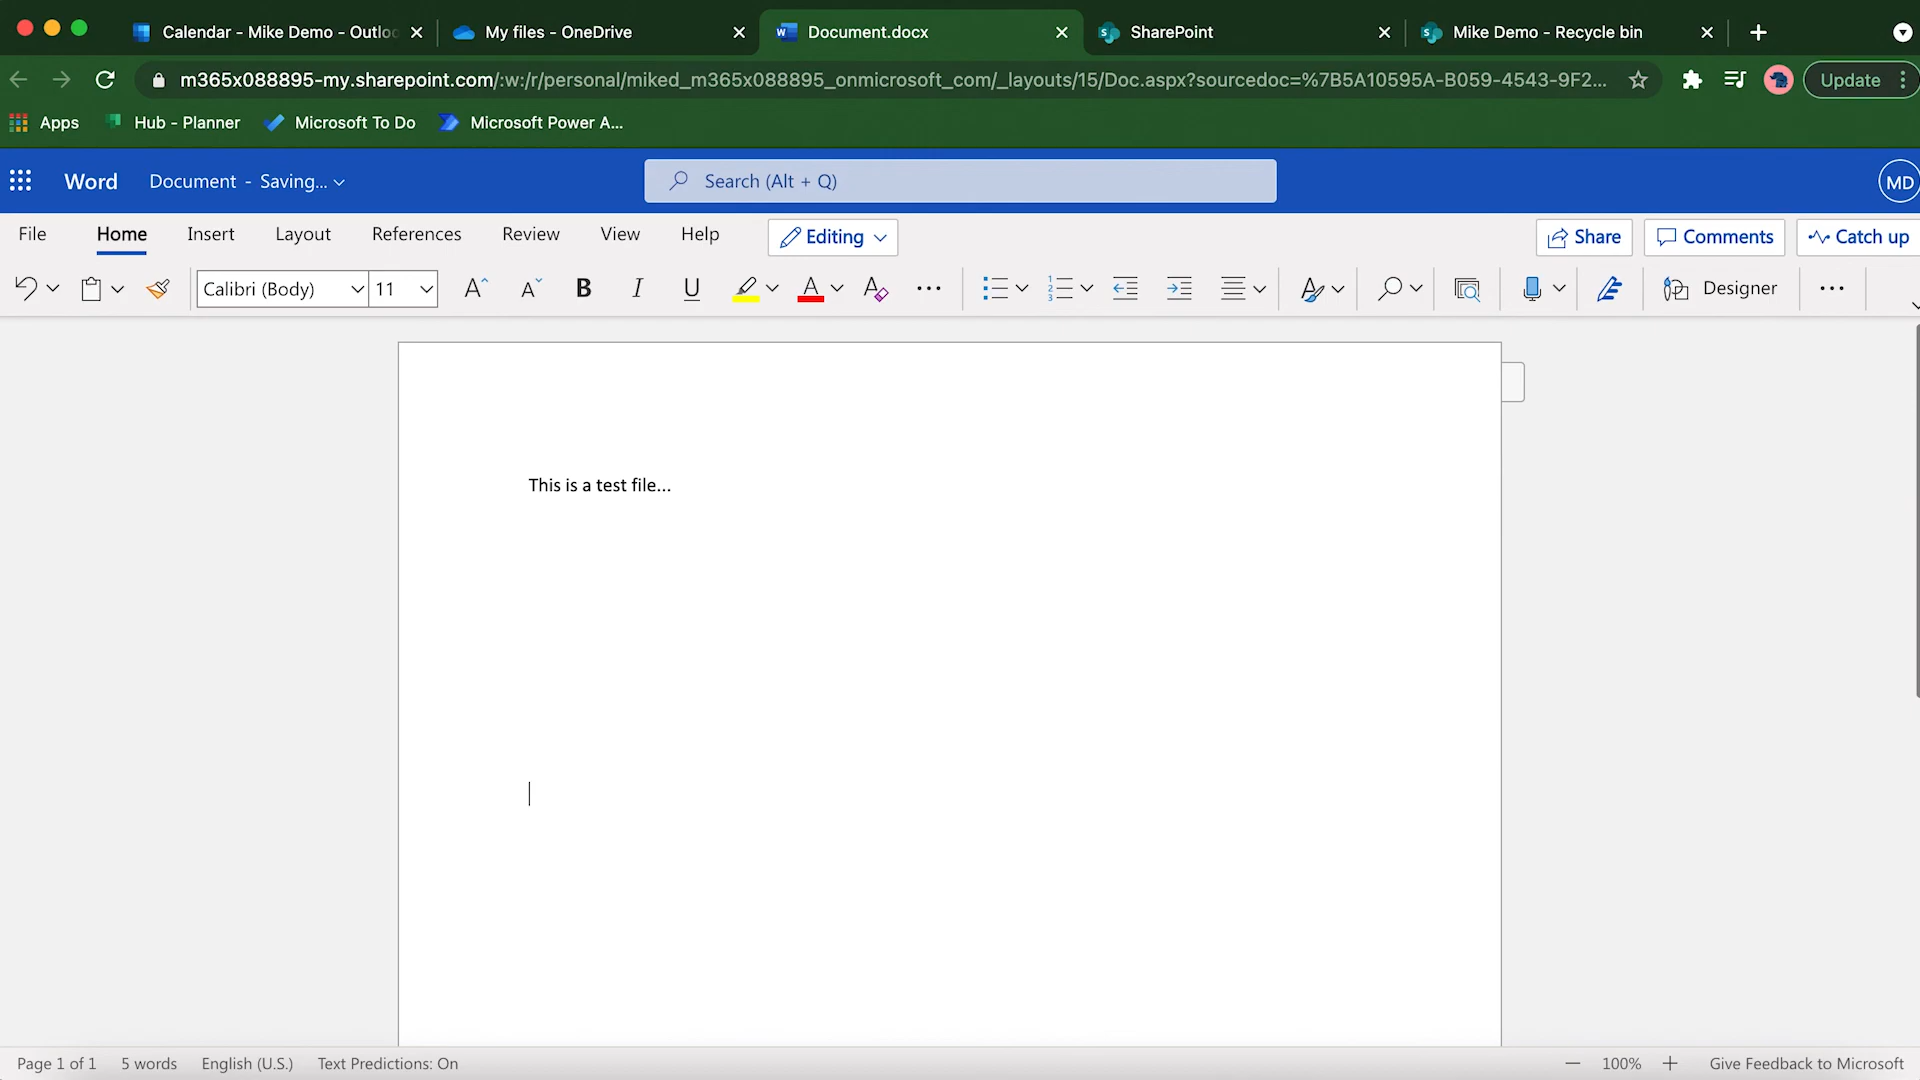 Calendar - Mike Demo - Outloo
My files - OneDrive
Document.docx
SharePoint
Mike Demo - Recycle bin
m365x088895-my.sharepoint.com/:w:/r/personal/miked_m365x088895_onmicrosoft_com/_layouts/15/Doc.aspx?sourcedoc=%7B5A10595A-B059-4543-9F2...
Update
Apps
Hub - Planner
Microsoft To Do
Microsoft Power A...
Word
Document - Saving...
Search (Alt + Q)
MD
File
Home
Insert
Layout
References
Review
View
Help
Editing
Share
Comments
Catch up
Calibri (Body)
11
Designer
This is a test file...
Page 1 of 1
5 words
English (U.S.)
Text Predictions: On
100%
Give Feedback to Microsoft